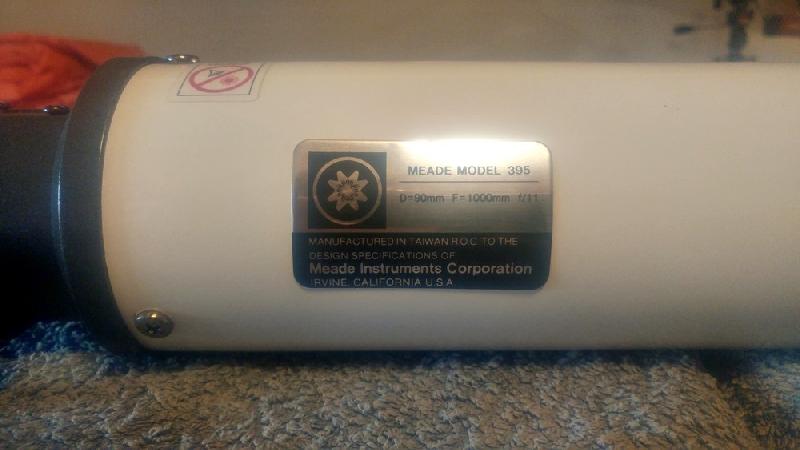 MEADE MODEL 395
D=90mm F=1000mm f/11
MANUFACTURED IN TAIWAN R.O.C. TO THE
DESIGN SPECIFICATIONS OF
Meade Instruments Corporation
IRVINE, CALIFORNIA U.S.A